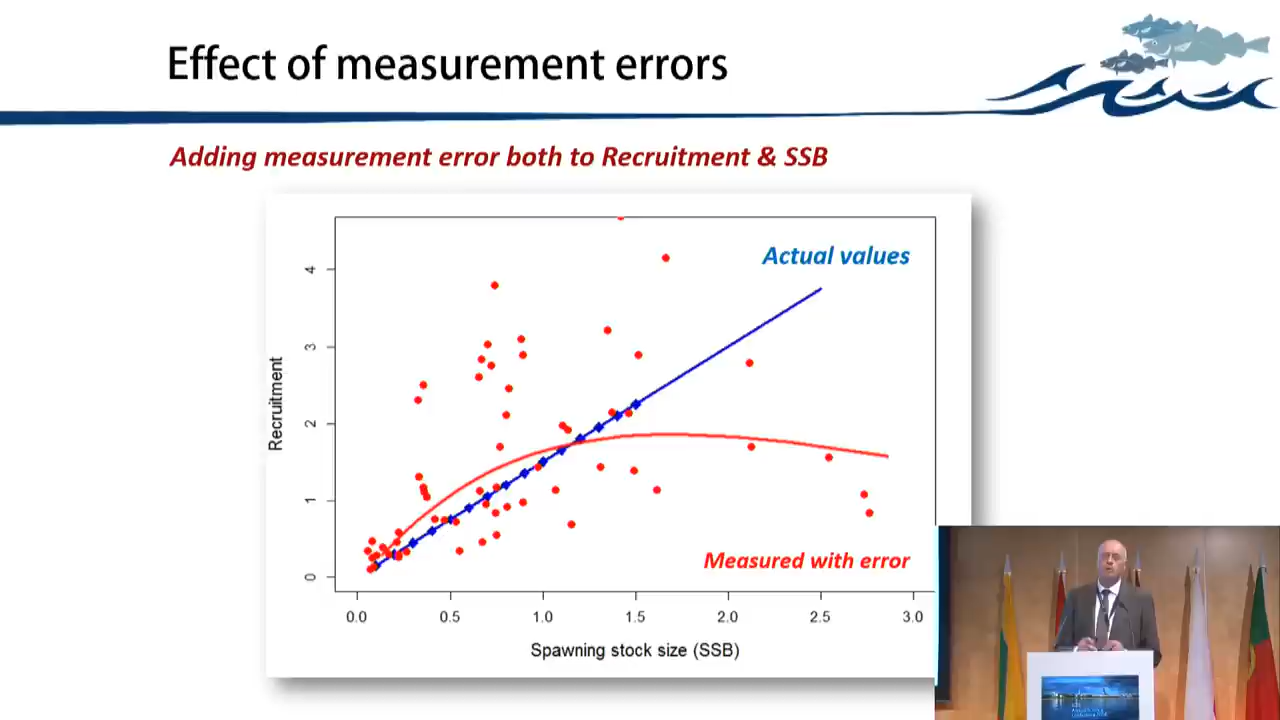 Effect of measurement errors
Adding measurement error both to Recruitment & SSB
Actual values
Measured with error
Recruitment
0
1
2
3
4
0.0 0.5 1.0 1.5 2.0 2.5 3.0
Spawning stock size (SSB)